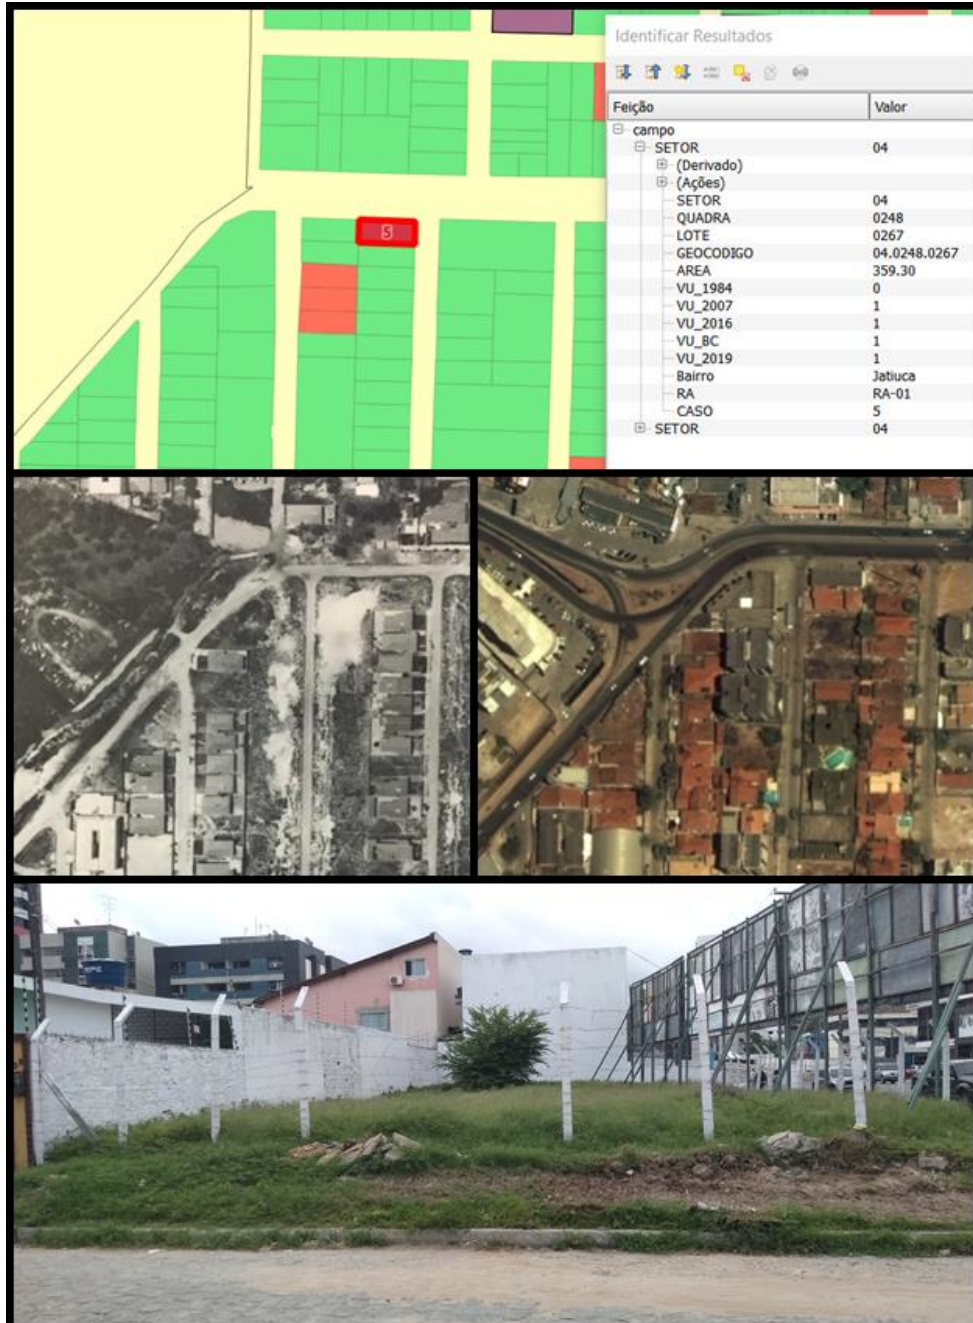 Identificar Resultados
Feição Valor
campo
SETOR 04
(Derivado)
(Ações)
SETOR 04
QUADRA 0248
LOTE 0267
GEOCODIGO 04.0248.0267
AREA 359.30
VU_1984 0
VU_2007 1
VU_2016 1
VU_BC 1
VU_2019 1
Bairro Jatiuca
RA RA-01
CASO 5
SETOR 04
5